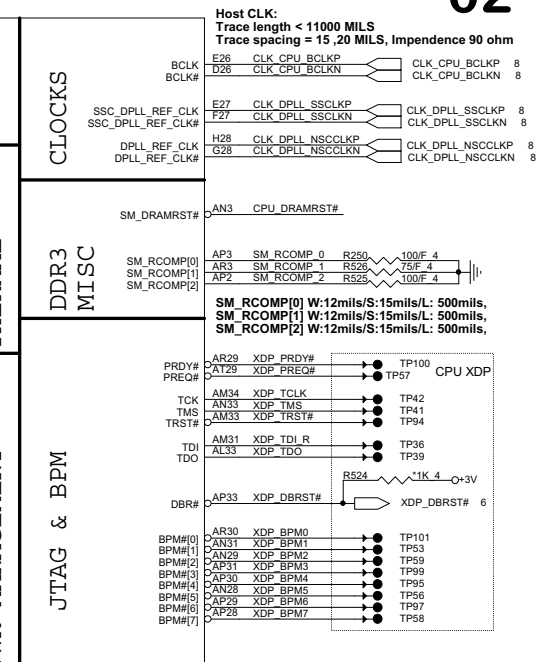 02
Host CLK:
Trace length < 11000 MILS
Trace spacing = 15 ,20 MILS, Impendence 90 ohm
CLOCKS
BCLK E26 CLK_CPU_BCLKP CLK_CPU_BCLKP 8
BCLK# D26 CLK_CPU_BCLKN CLK_CPU_BCLKN 8
SSC_DPLL_REF_CLK E27 CLK_DPLL_SSCLKP CLK_DPLL_SSCLKP 8
SSC_DPLL_REF_CLK# F27 CLK_DPLL_SSCLKN CLK_DPLL_SSCLKN 8
DPLL_REF_CLK H28 CLK_DPLL_NSCCLKP CLK_DPLL_NSCCLKP 8
DPLL_REF_CLK# G28 CLK_DPLL_NSCCLKN CLK_DPLL_NSCCLKN 8
DDR3
MISC
SM_DRAMRST# AN3 CPU_DRAMRST#
SM_RCOMP[0] AP3 SM_RCOMP_0 R250 100/F_4
SM_RCOMP[1] AR3 SM_RCOMP_1 R526 75/F_4
SM_RCOMP[2] AP2 SM_RCOMP_2 R525 100/F_4
SM_RCOMP[0] W:12mils/S:15mils/L: 500mils,
SM_RCOMP[1] W:12mils/S:15mils/L: 500mils,
SM_RCOMP[2] W:12mils/S:15mils/L: 500mils,
JTAG & BPM
PRDY# AR29 XDP_PRDY# TP100
PREQ# AT29 XDP_PREQ# TP57
CPU XDP
TCK AM34 XDP_TCLK TP42
TMS AN33 XDP_TMS TP41
TRST# AM33 XDP_TRST# TP94
TDI AM31 XDP_TDI_R TP36
TDO AL33 XDP_TDO TP39
R524 *1K_4 +3V
DBR# AP33 XDP_DBRST# XDP_DBRST# 6
BPM#[0] AR30 XDP_BPM0 TP101
BPM#[1] AN31 XDP_BPM1 TP53
BPM#[2] AN29 XDP_BPM2 TP59
BPM#[3] AP31 XDP_BPM3 TP99
BPM#[4] AP30 XDP_BPM4 TP95
BPM#[5] AN28 XDP_BPM5 TP56
BPM#[6] AP29 XDP_BPM6 TP97
BPM#[7] AP28 XDP_BPM7 TP58